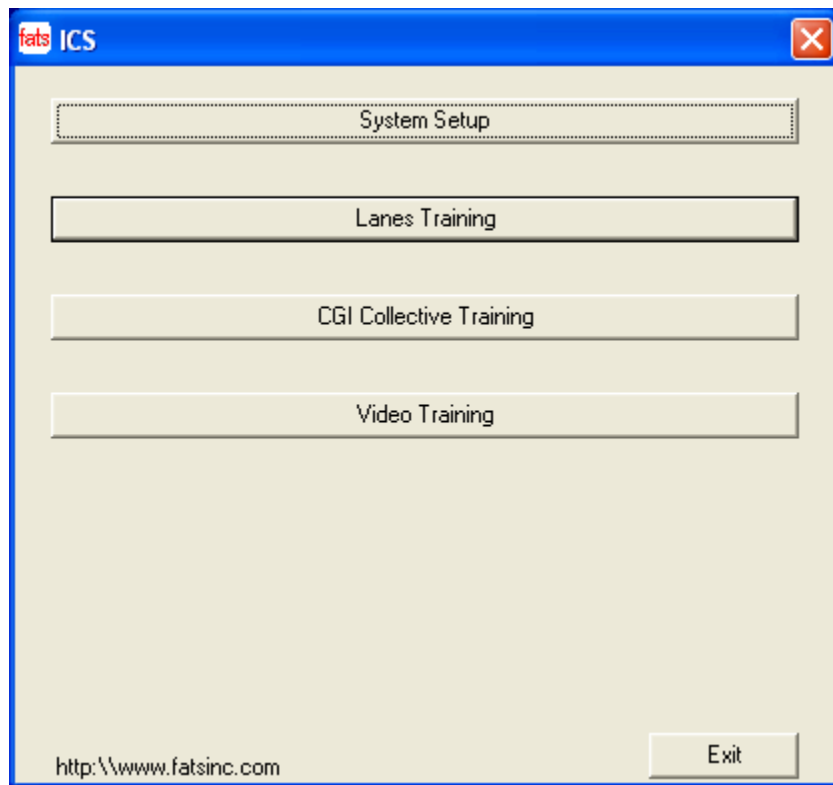 fats ICS
System Setup
Lanes Training
CGI Collective Training
Video Training
http:\\www.fatsinc.com
Exit